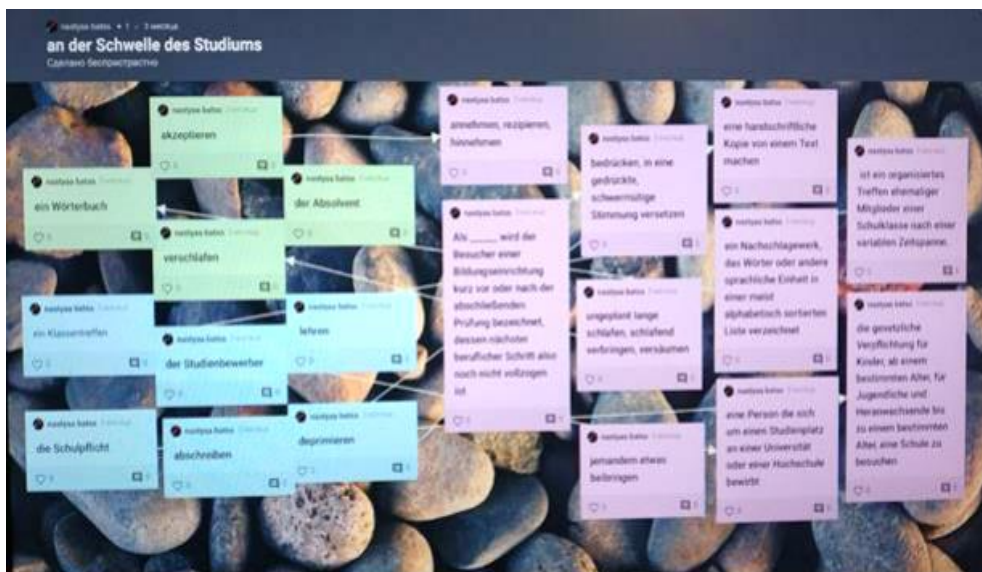 nastysa batss • 1 • 3 месяца
an der Schwelle des Studiums
Сделано беспристрастно
akzeptieren
ein Wörterbuch
der Absolvent
verschlafen
ein Klassentreffen
der Studienbewerber
lehren
die Schulpflicht
abschreiben
deprimieren
annehmen, rezipieren,
hinnehmen
Als _____ wird der
Besucher einer
Bildungseinrichtung
kurz vor oder nach der
abschließenden
Prüfung bezeichnet,
dessen nächster
beruflicher Schritt also
noch nicht vollzogen
ist
bedrücken, in eine
gedrückte,
schwermütige
Stimmung versetzen
ungeplant lange
schlafen, schlafend
verbringen, versäumen
jemandem etwas
beibringen
eine handschriftliche
Kopie von einem Text
machen
ein Nachschlagewerk,
das Wörter oder andere
sprachliche Einheit in
einer meist
alphabetisch sortierten
Liste verzeichnet
eine Person die sich
um einen Studienplatz
an einer Universität
oder einer Hochschule
bewirbt
ist ein organisiertes
Treffen ehemaliger
Mitglieder einer
Schulklasse nach einer
variablen Zeitspanne.
die gesetzliche
Verpflichtung für
Kinder, ab einem
bestimmten Alter, für
Jugendliche und
Heranwachsende bis
zu einem bestimmten
Alter, eine Schule zu
besuchen